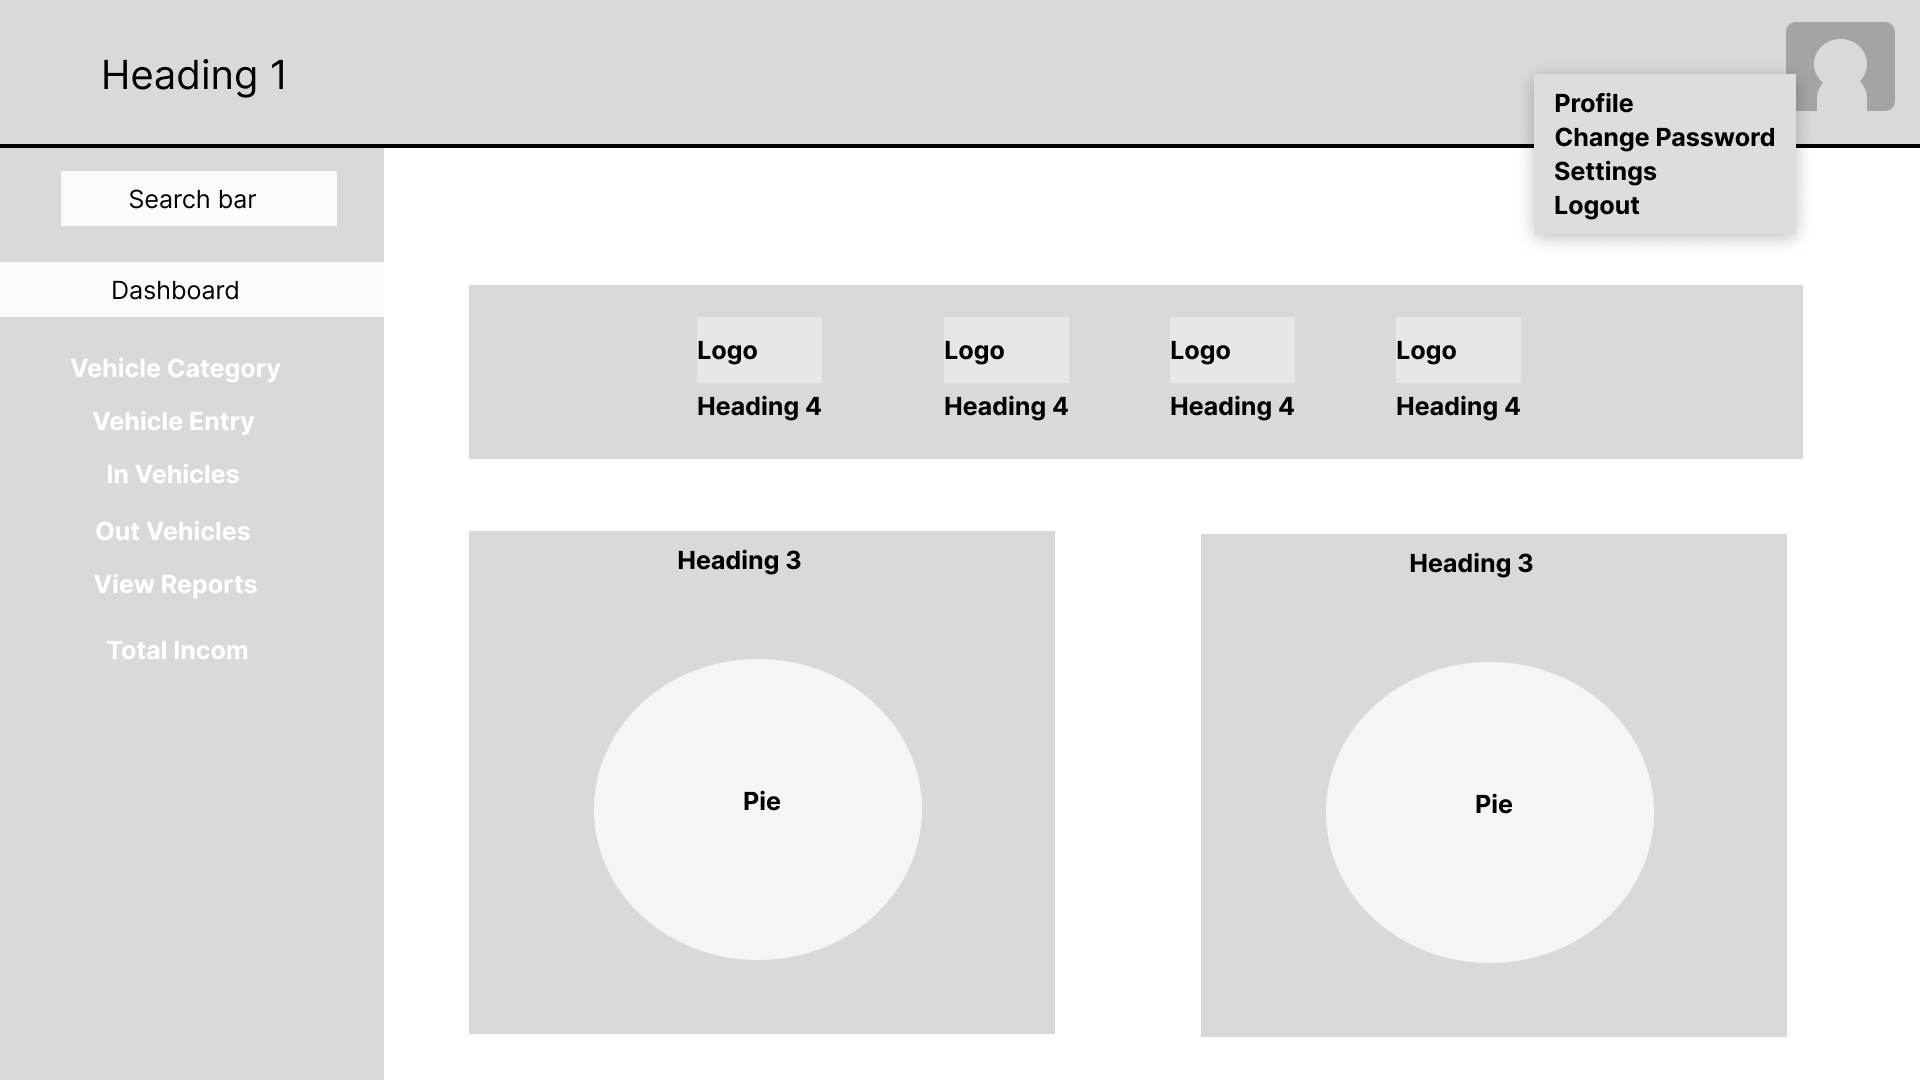 Heading 1
Profile
Change Password
Settings
Logout
Search bar
Dashboard
Vehicle Category
Vehicle Entry
In Vehicles
Out Vehicles
View Reports
Total Incom
Logo
Logo
Logo
Logo
Heading 4
Heading 4
Heading 4
Heading 4
Heading 3
Pie
Heading 3
Pie